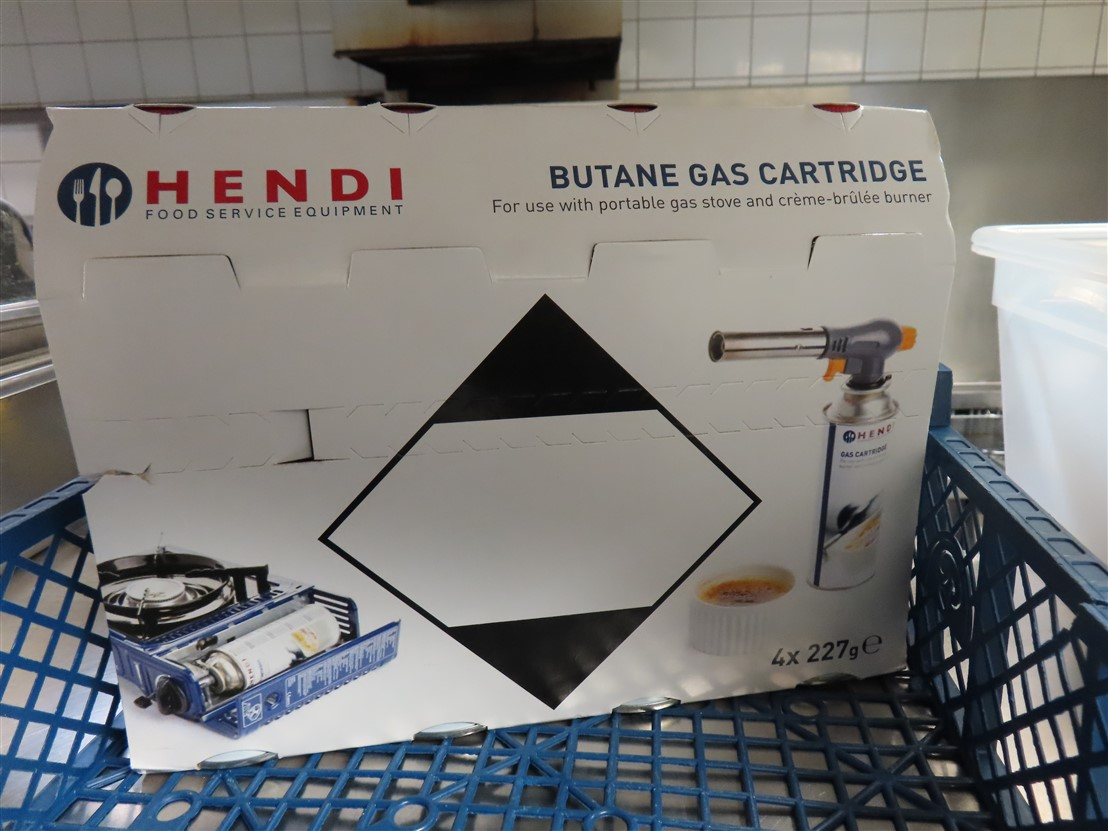 HENDI
FOOD SERVICE EQUIPMENT
BUTANE GAS CARTRIDGE
For use with portable gas stove and crème-brûlée burner
HENDI
GAS CARTRIDGE
HENDI
4x 227g e